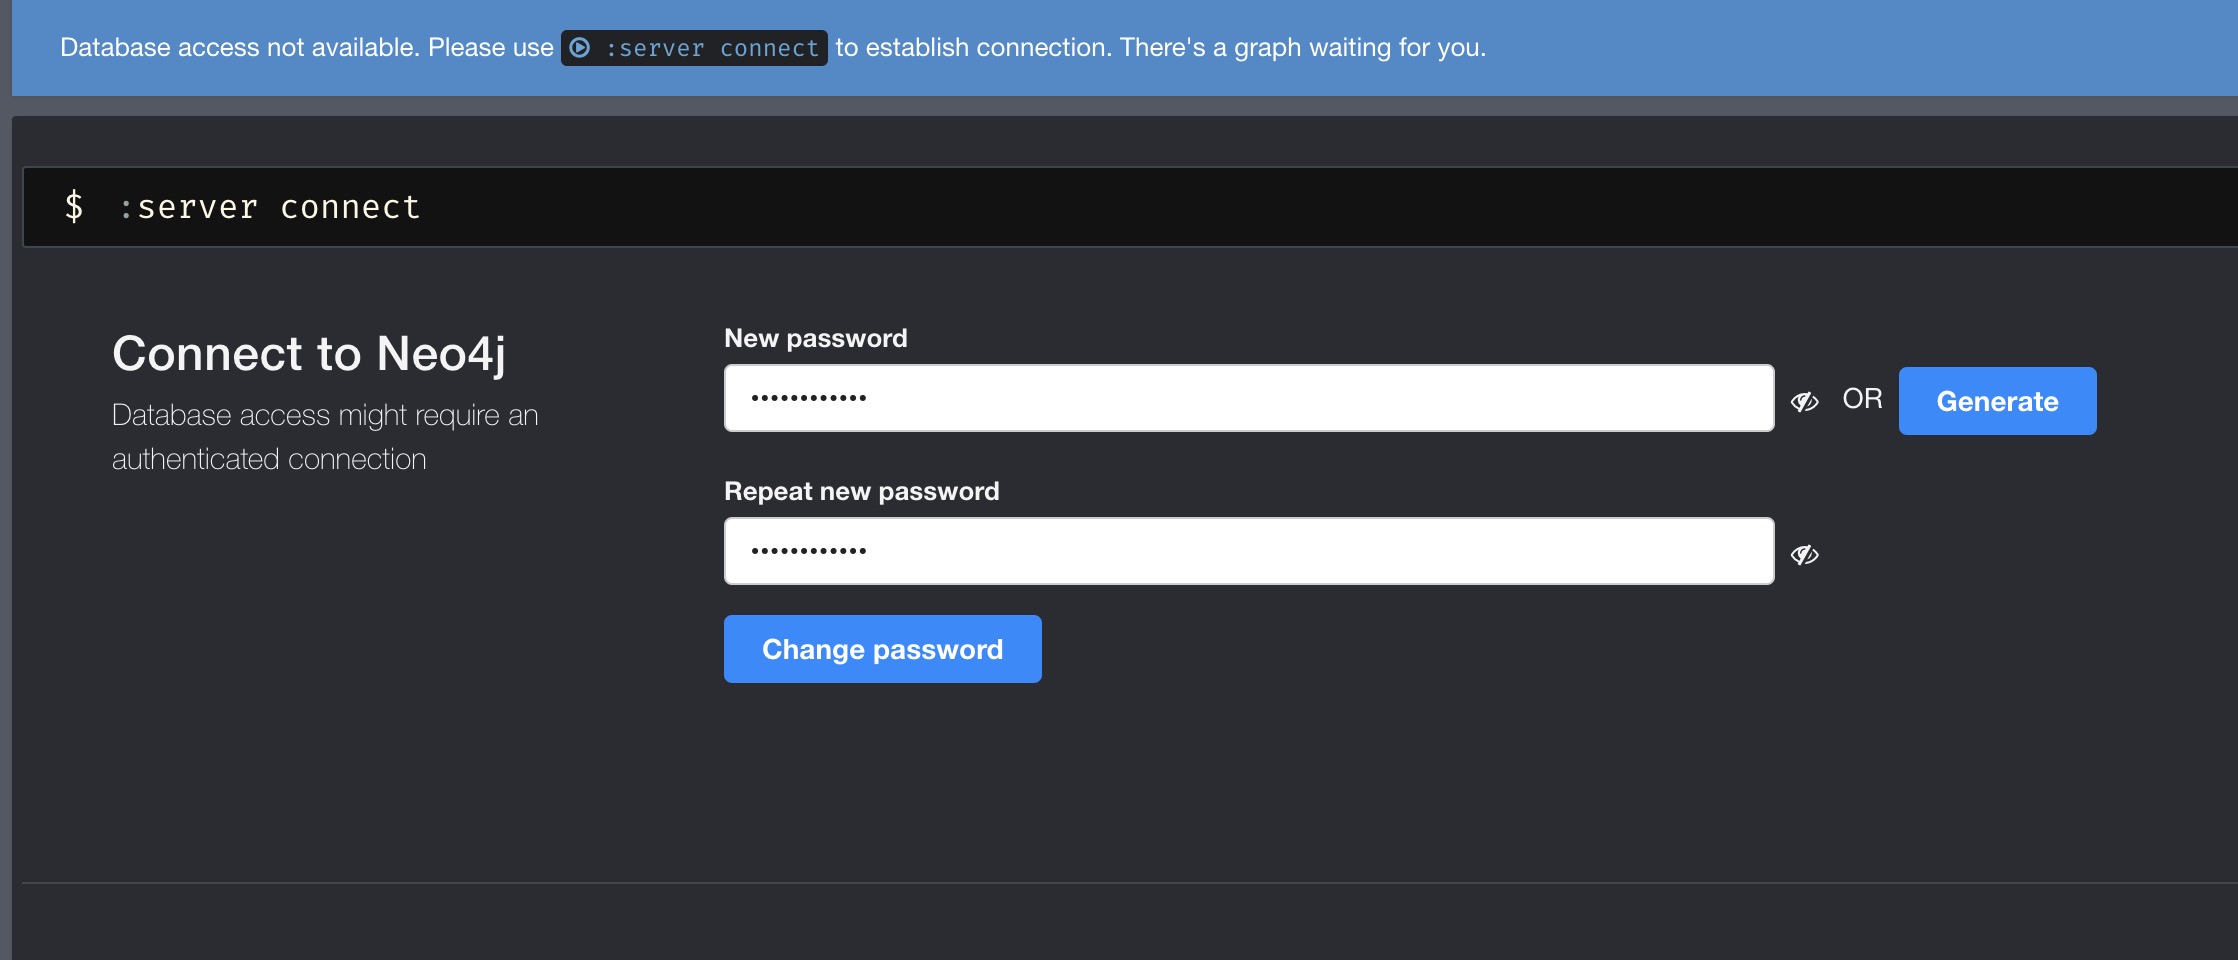 Database access not available. Please use :server connect to establish connection. There's a graph waiting for you.
$ :server connect
Connect to Neo4j
Database access might require an
authenticated connection
New password
••••••••••••
OR
Generate
Repeat new password
••••••••••••
Change password